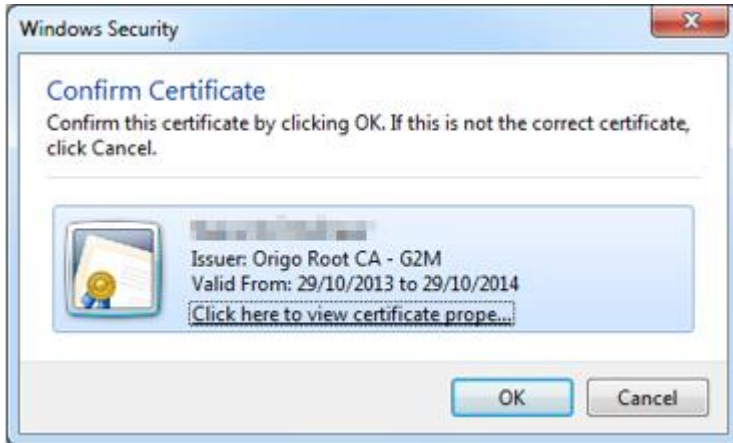 Windows Security
Confirm Certificate
Confirm this certificate by clicking OK. If this is not the correct certificate,
click Cancel.
Issuer: Origo Root CA - G2M
Valid From: 29/10/2013 to 29/10/2014
Click here to view certificate prope...
OK
Cancel